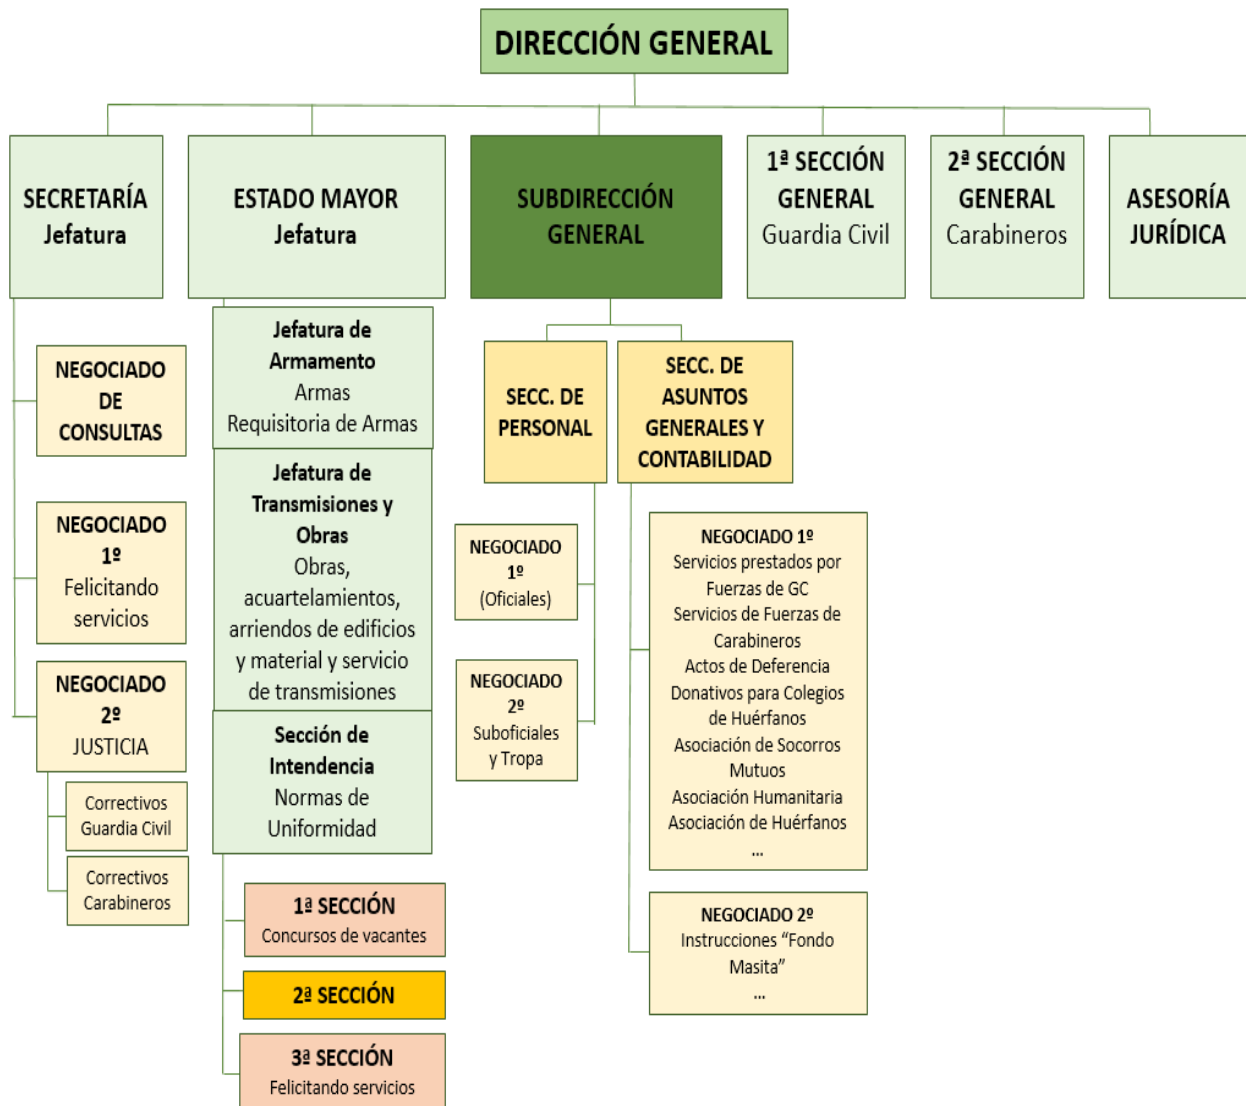 DIRECCIÓN GENERAL
SECRETARÍA
Jefatura
ESTADO MAYOR
Jefatura
SUBDIRECCIÓN
GENERAL
1ª SECCIÓN
GENERAL
Guardia Civil
2ª SECCIÓN
GENERAL
Carabineros
ASESORÍA
JURÍDICA
NEGOCIADO
DE
CONSULTAS
NEGOCIADO
1º
Felicitando
servicios
NEGOCIADO
2º
JUSTICIA
Correctivos
Guardia Civil
Correctivos
Carabineros
Jefatura de
Armamento
Armas
Requisitoria de Armas
Jefatura de
Transmisiones y
Obras
Obras,
acuartelamientos,
arriendos de edificios
y material y servicio
de transmisiones
Sección de
Intendencia
Normas de
Uniformidad
1ª SECCIÓN
Concursos de vacantes
2ª SECCIÓN
3ª SECCIÓN
Felicitando servicios
SECC. DE
PERSONAL
NEGOCIADO
1º
(Oficiales)
NEGOCIADO
2º
Suboficiales
y Tropa
SECC. DE
ASUNTOS
GENERALES Y
CONTABILIDAD
NEGOCIADO 1º
Servicios prestados por
Fuerzas de GC
Servicios de Fuerzas de
Carabineros
Actos de Deferencia
Donativos para Colegios
de Huérfanos
Asociación de Socorros
Mutuos
Asociación Humanitaria
Asociación de Huérfanos
...
NEGOCIADO 2º
Instrucciones “Fondo
Masita”
...